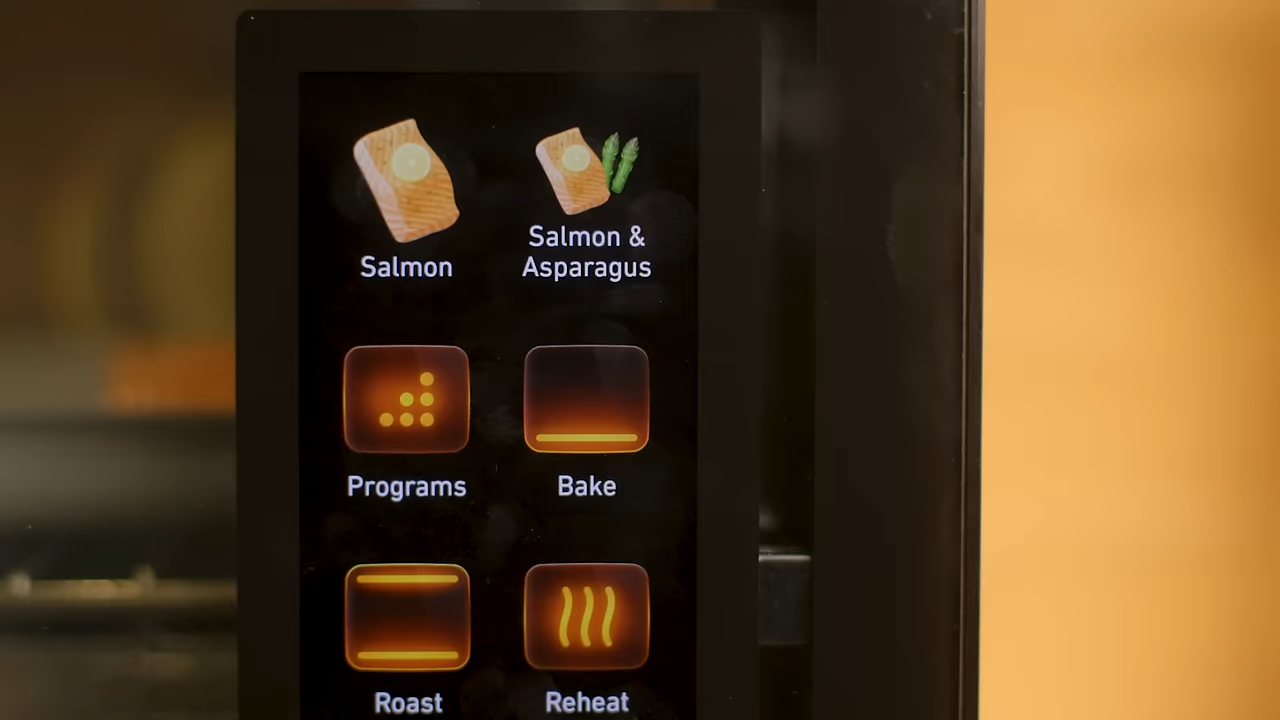 Salmon
Salmon &
Asparagus
Programs
Bake
Roast
Reheat